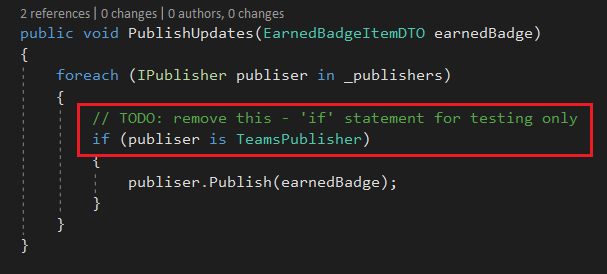 2 references | 0 changes | 0 authors, 0 changes
public void PublishUpdates(EarnedBadgeItemDTO earnedBadge)
{
    foreach (IPublisher publiser in _publishers)
    {
        // TODO: remove this - 'if' statement for testing only
        if (publiser is TeamsPublisher)
        {
            publiser.Publish(earnedBadge);
        }
    }
}